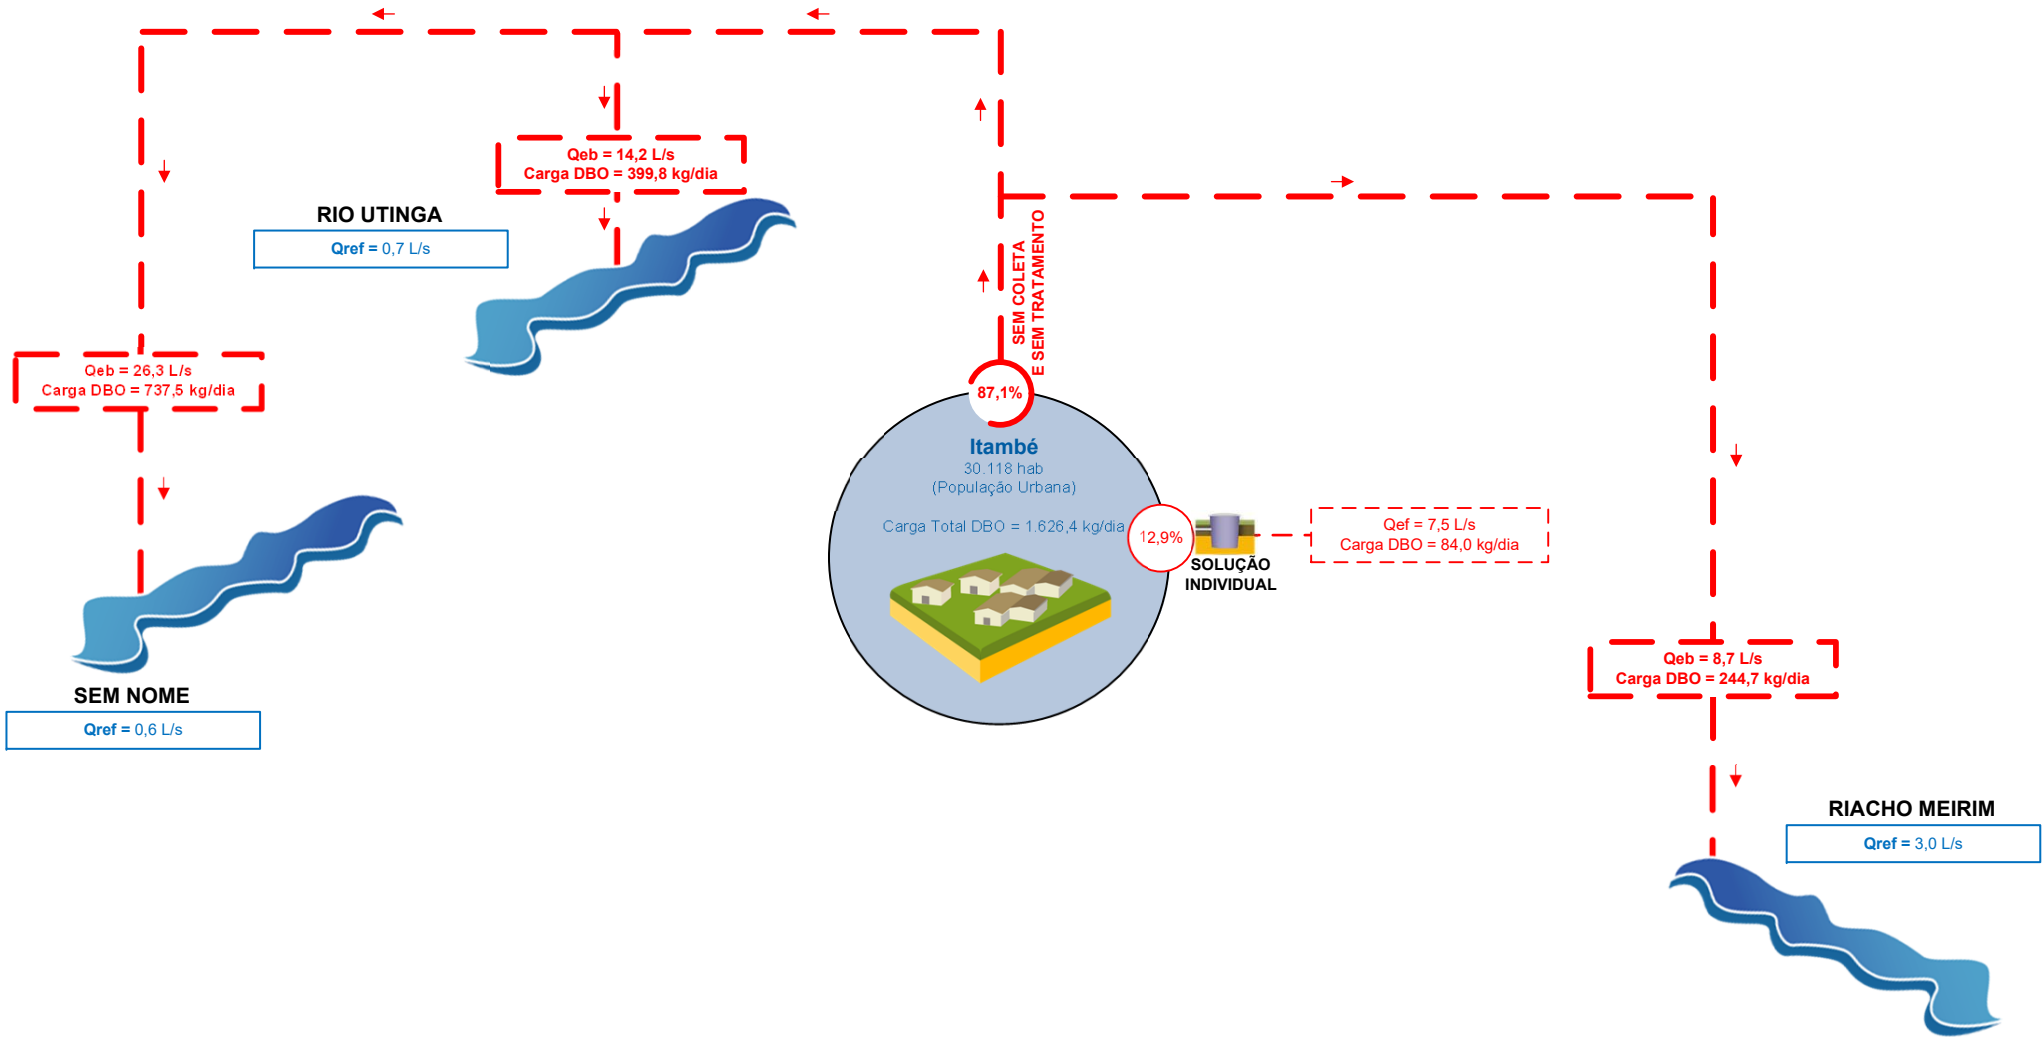 Qeb = 14,2 L/s
Carga DBO = 399,8 kg/dia
RIO UTINGA
Qref = 0,7 L/s
SEM COLETA
E SEM TRATAMENTO
Qeb = 26,3 L/s
Carga DBO = 737,5 kg/dia
87,1%
Itambé
30.118 hab
(População Urbana)
Carga Total DBO = 1.626,4 kg/dia
12,9%
SOLUÇÃO
INDIVIDUAL
Qef = 7,5 L/s
Carga DBO = 84,0 kg/dia
SEM NOME
Qref = 0,6 L/s
Qeb = 8,7 L/s
Carga DBO = 244,7 kg/dia
RIACHO MEIRIM
Qref = 3,0 L/s